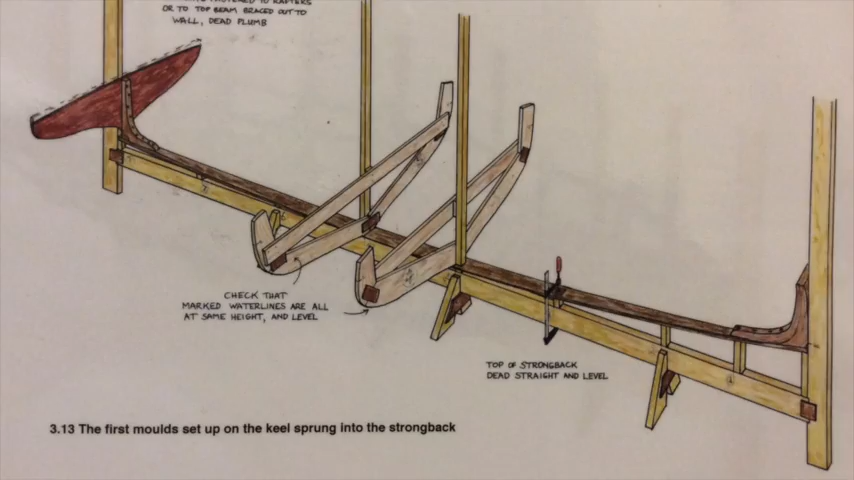 TO RAFTERS
OR TO TOP BEAM BRACED OUT TO
WALL, DEAD PLUMB
CHECK THAT
MARKED WATERLINES ARE ALL
AT SAME HEIGHT, AND LEVEL
TOP OF STRONGBACK
DEAD STRAIGHT AND LEVEL
3.13 The first moulds set up on the keel sprung into the strongback